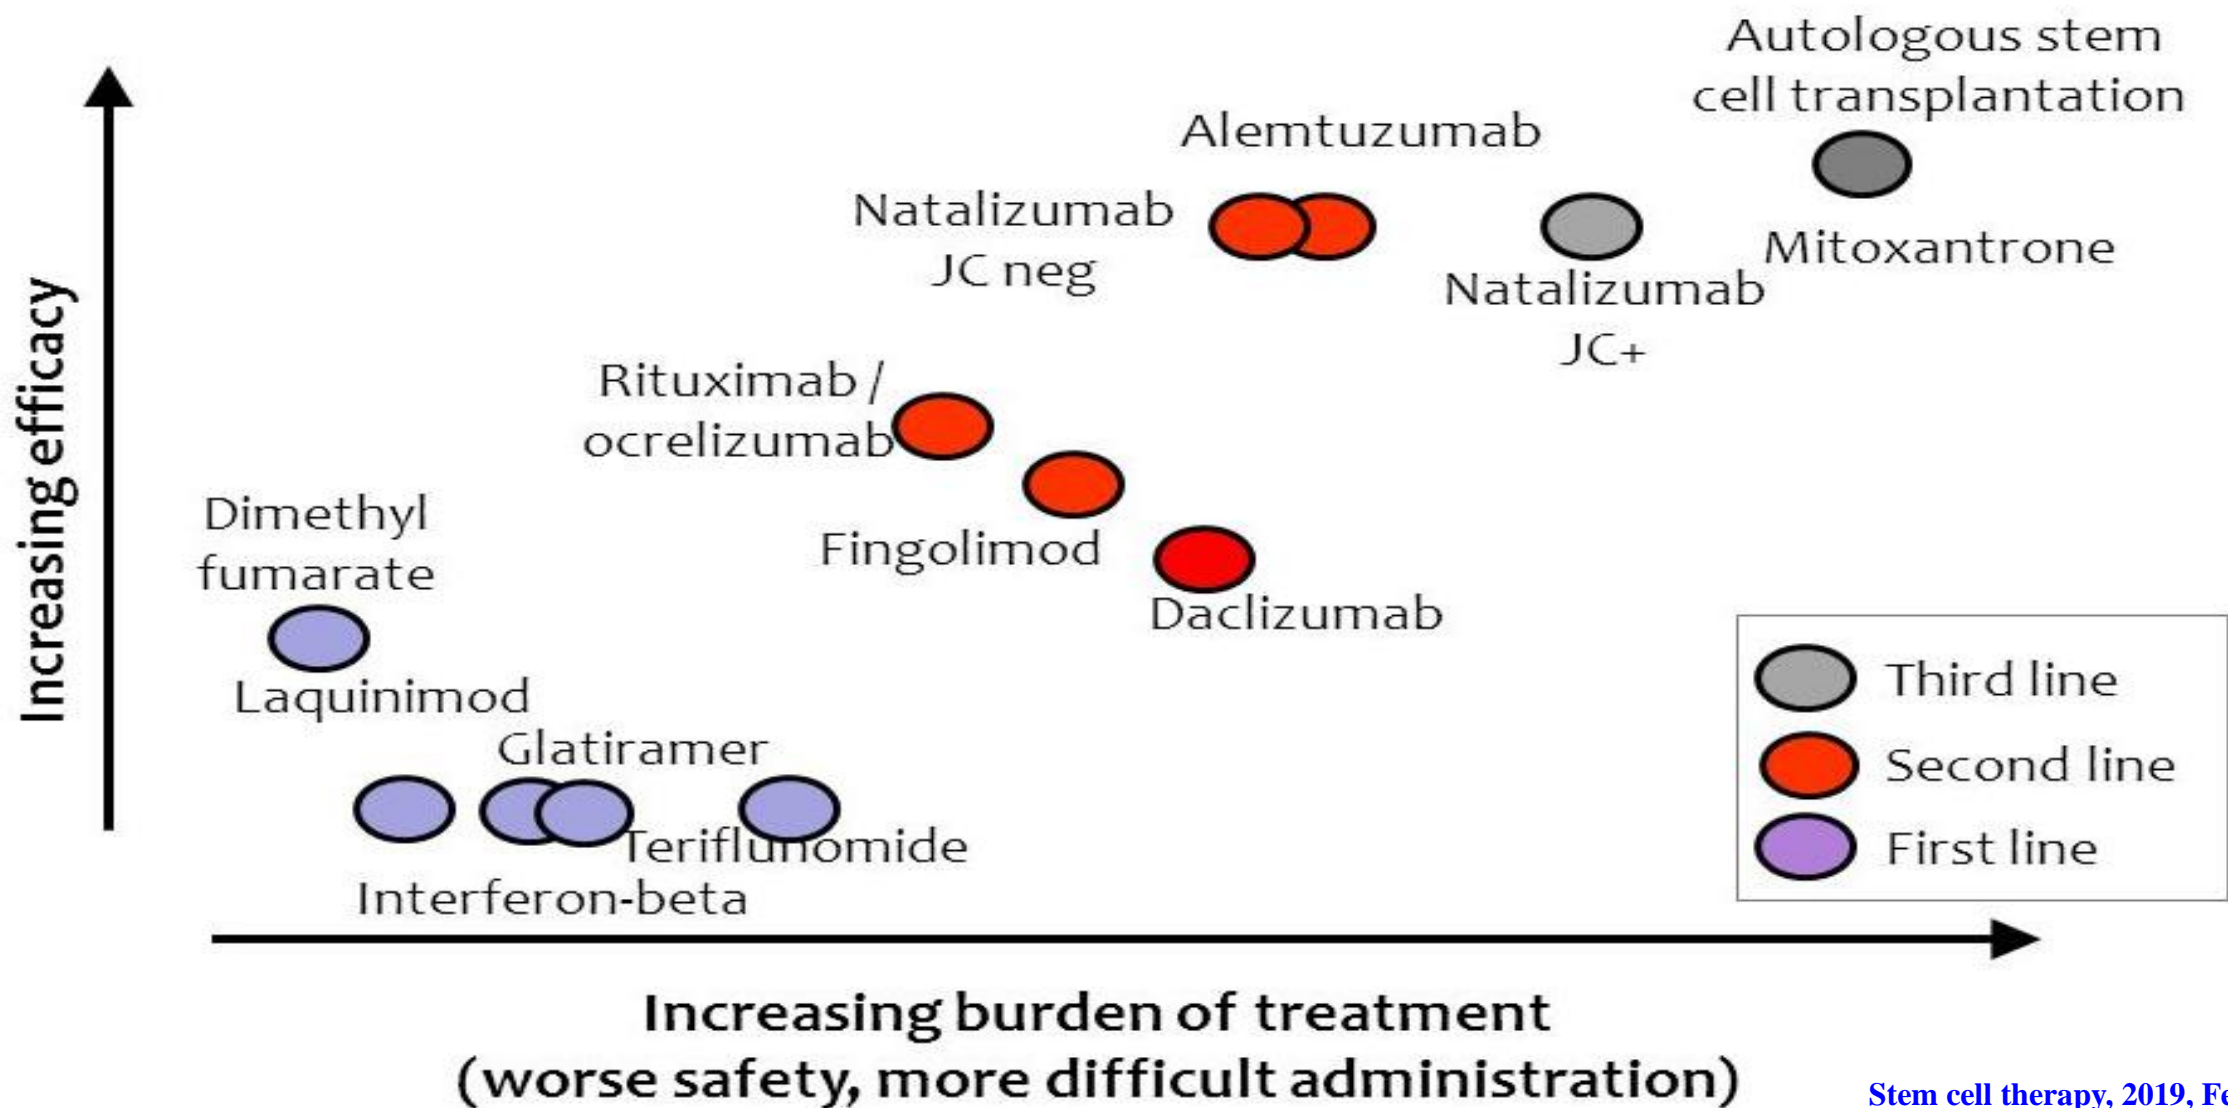 Autologous stem
cell transplantation
Alemtuzumab
Natalizumab
JC neg
Mitoxantrone
Natalizumab
JC+
Rituximab /
ocrelizumab
Dimethyl
fumarate
Fingolimod
Daclizumab
Laquinimod
Glatiramer
Teriflunomide
Interferon-beta
Increasing efficacy
Third line
Second line
First line
Increasing burden of treatment
(worse safety, more difficult administration)
Stem cell therapy, 2019,